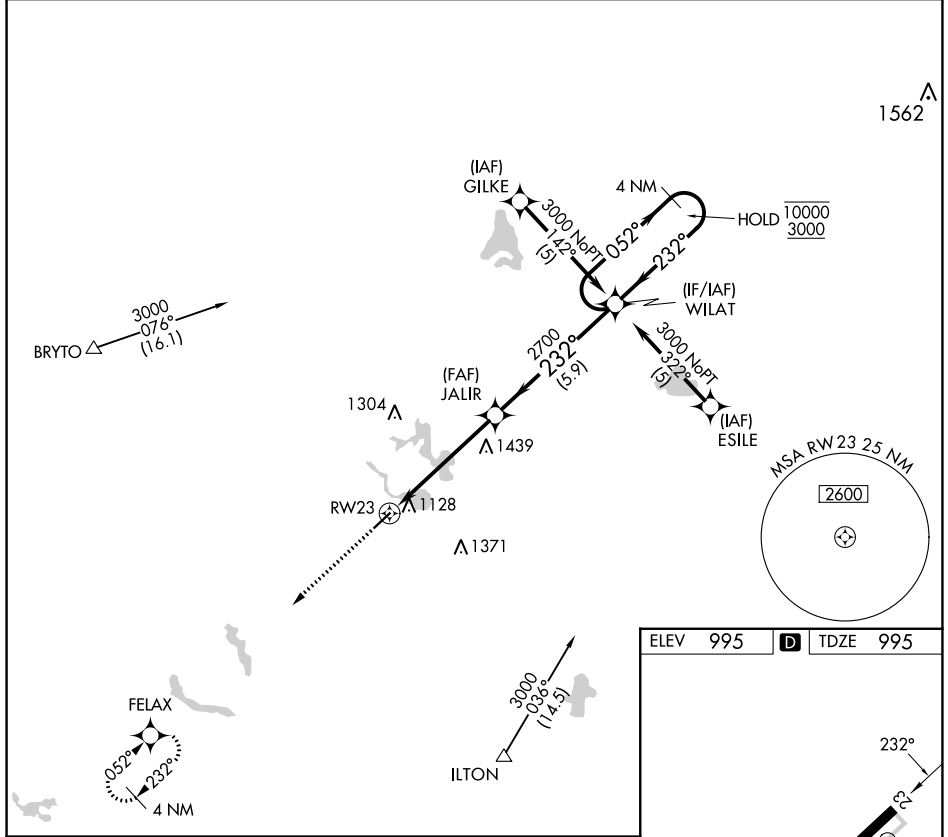 1562
(IAF)
GILKE
4 NM
HOLD 10000
3000
3000 NoPT
142°
(5)
052°
232°
(IF/IAF)
WILAT
3000
076°
(16.1)
BRYTO
2700
232°
(5.9)
3000 NoPT
322°
(5)
(FAF)
JALIR
1304
(IAF)
ESILE
1439
MSA RW 23 25 NM
2600
RW23
1128
1371
ELEV 995 D TDZE 995
3000
036°
(14.5)
ILTON
FELAX
052°
232°
4 NM
232°
23